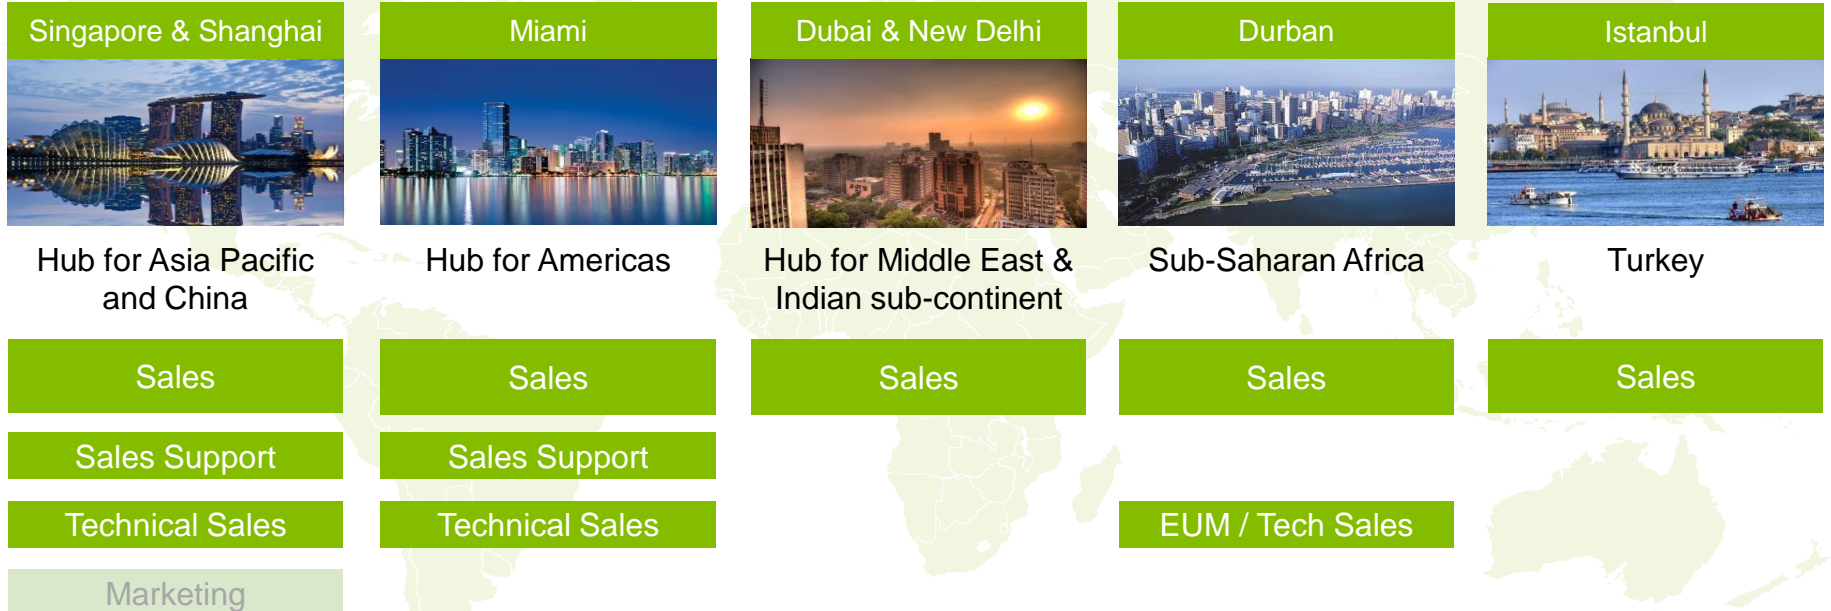 Singapore & Shanghai
Miami
Dubai & New Delhi
Durban
Istanbul
Hub for Asia Pacific
and China
Hub for Americas
Hub for Middle East &
Indian sub-continent
Sub-Saharan Africa
Turkey
Sales
Sales
Sales
Sales
Sales
Sales Support
Sales Support
Technical Sales
Technical Sales
EUM / Tech Sales
Marketing